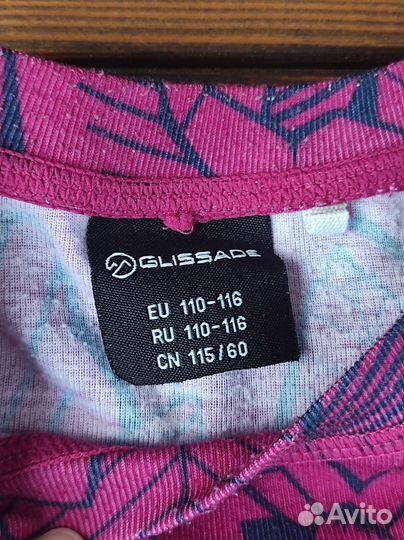 GLISSADE
EU 110-116
RU 110-116
CN 115/60
Avito